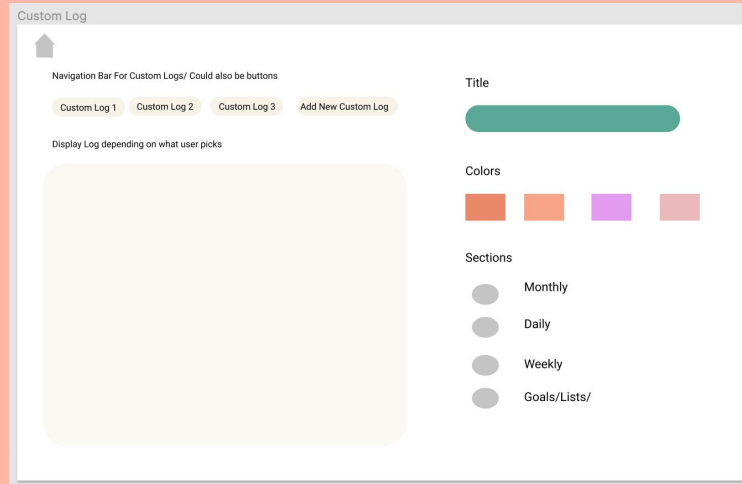 Custom Log
Navigation Bar For Custom Logs/ Could also be buttons
Custom Log 1
Custom Log 2
Custom Log 3
Add New Custom Log
Display Log depending on what user picks
Title
Colors
Sections
Monthly
Daily
Weekly
Goals/Lists/